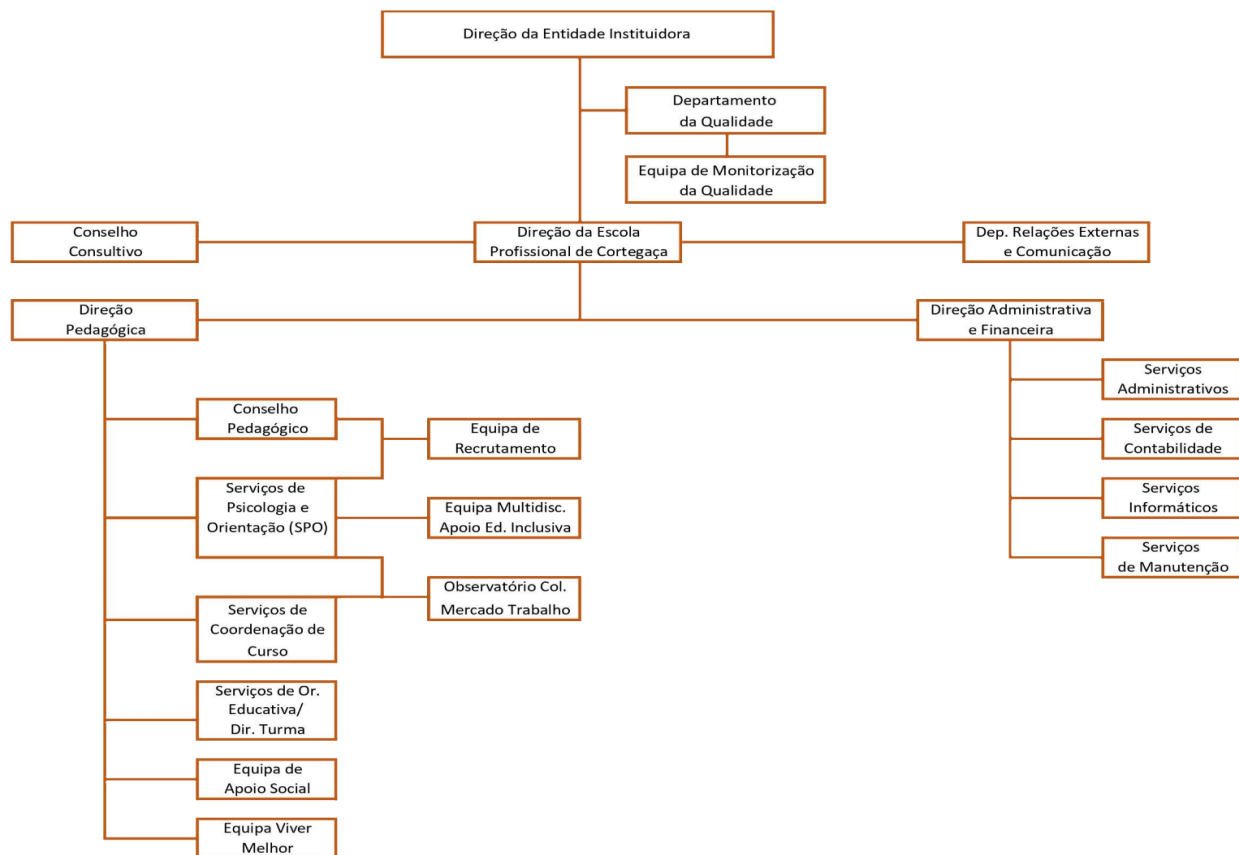 Direção da Entidade Instituidora
Departamento
da Qualidade
Equipa de Monitorização
da Qualidade
Conselho
Consultivo
Direção da Escola
Profissional de Cortegaça
Dep. Relações Externas
e Comunicação
Direção
Pedagógica
Direção Administrativa
e Financeira
Serviços
Administrativos
Serviços de
Contabilidade
Serviços
Informáticos
Serviços
de Manutenção
Conselho
Pedagógico
Equipa de
Recrutamento
Serviços de
Psicologia e
Orientação (SPO)
Equipa Multidisc.
Apoio Ed. Inclusiva
Observatório Col.
Mercado Trabalho
Serviços de
Coordenação de
Curso
Serviços de Or.
Educativa/
Dir. Turma
Equipa de
Apoio Social
Equipa Viver
Melhor